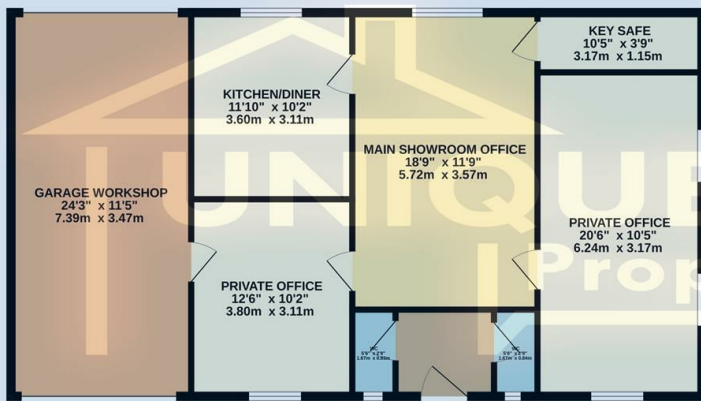 KEY SAFE
10'5" x 3'9"
3.17m x 1.15m
KITCHEN/DINER
11'10" x 10'2"
3.60m x 3.11m
MAIN SHOWROOM OFFICE
18'9" x 11'9"
5.72m x 3.57m
GARAGE WORKSHOP
24'3" x 11'5"
7.39m x 3.47m
UNIQUE
PRIVATE OFFICE
20'6" x 10'5"
6.24m x 3.17m
Prop
PRIVATE OFFICE
12'6" x 10'2"
3.80m x 3.11m
WC
WC